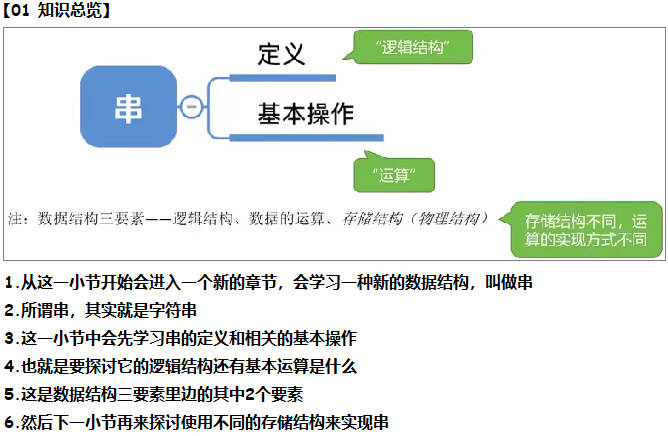 【01 知识总览】
定义
“逻辑结构”
串
基本操作
“运算”
注：数据结构三要素——逻辑结构、数据的运算、存储结构（物理结构）
存储结构不同，运
算的实现方式不同
1.从这一小节开始会进入一个新的章节，会学习一种新的数据结构，叫做串
2.所谓串，其实就是字符串
3.这一小节中会先学习串的定义和相关的基本操作
4.也就是要探讨它的逻辑结构还有基本运算是什么
5.这是数据结构三要素里边的其中2个要素
6.然后下一小节再来探讨使用不同的存储结构来实现串